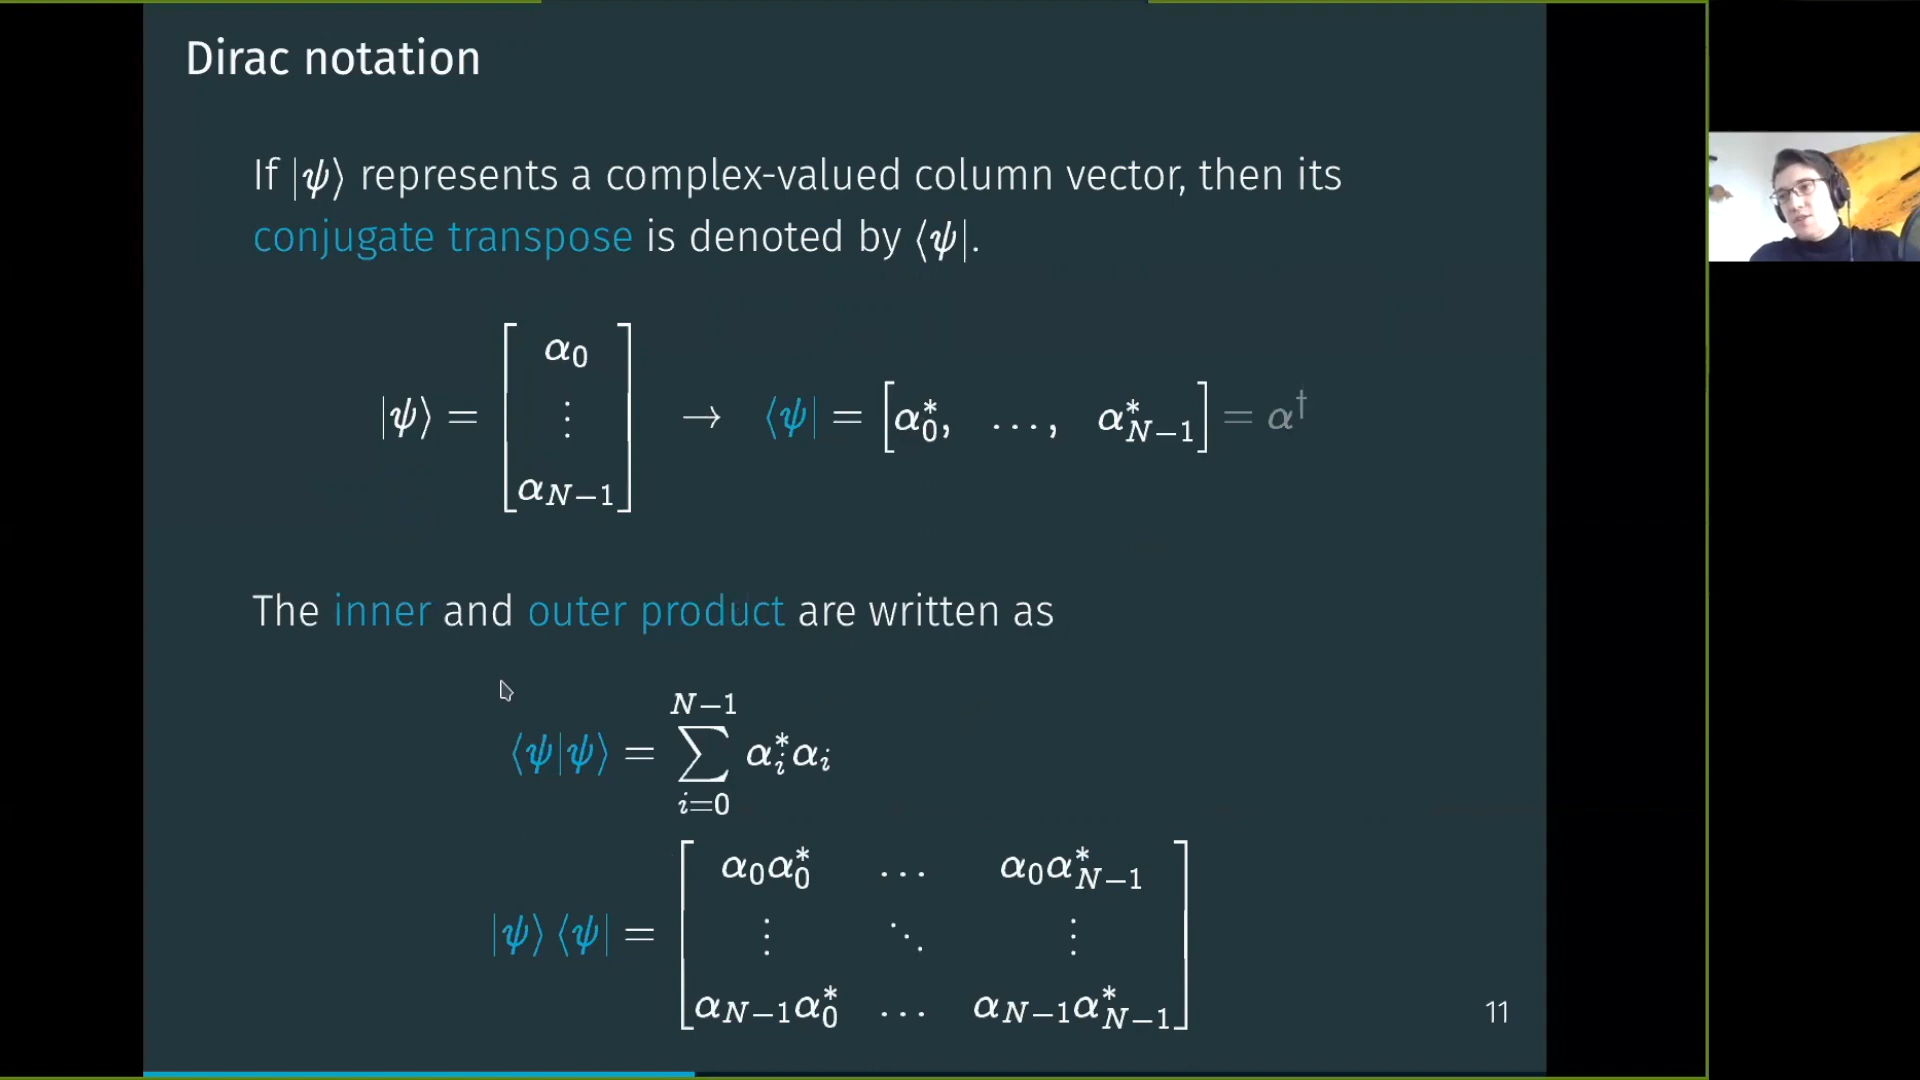 Dirac notation
If |ψ⟩ represents a complex-valued column vector, then its
conjugate transpose is denoted by ⟨ψ|.
|ψ⟩ = [α₀ ⋮ α_{N−1}] → ⟨ψ| = [α₀*, …, α*_{N−1}] = α†
The inner and outer product are written as
⟨ψ|ψ⟩ = ∑_{i=0}^{N−1} α_i* α_i
|ψ⟩⟨ψ| = [α₀α₀* … α₀α*_{N−1}
⋮ ⋱ ⋮
α_{N−1}α₀* … α_{N−1}α*_{N−1}]
11